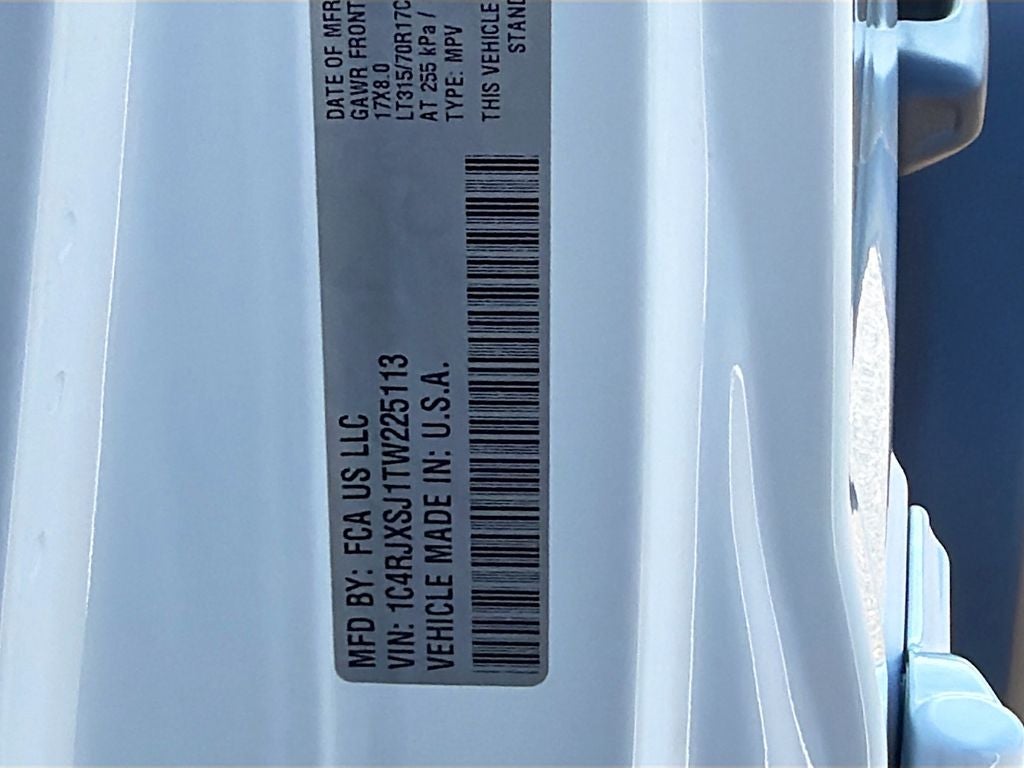 MFD BY: FCA US LLC
VIN: 1C4RJXSJ1TW225113
VEHICLE MADE IN: U.S.A.
DATE OF MFR
GAWR FRONT
17X8.0
LT315/70R17C
AT 255 kPa /
TYPE: MPV
THIS VEHICLE
STAND